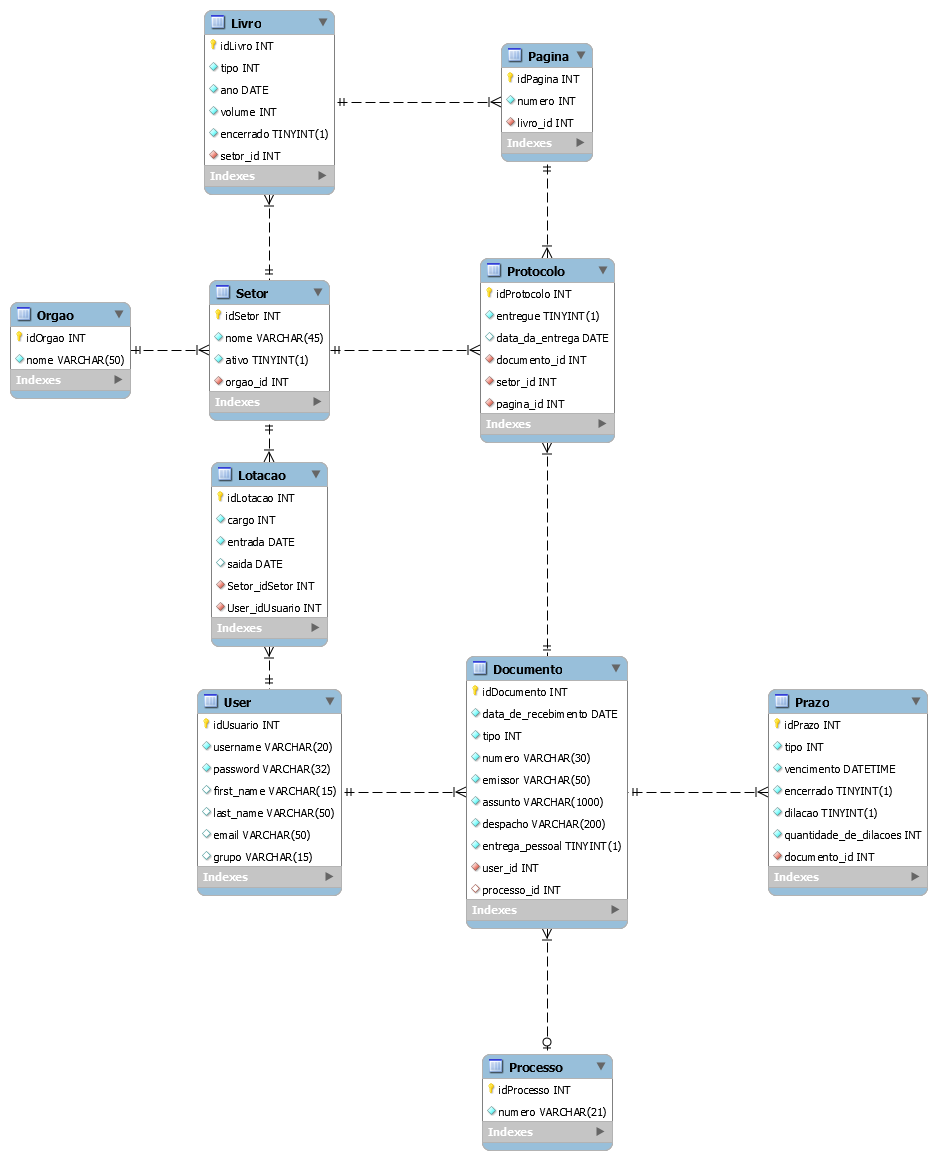 Livro
idLivro INT
tipo INT
ano DATE
volume INT
encerrado TINYINT(1)
setor_id INT
Indexes
Pagina
idPagina INT
numero INT
livro_id INT
Indexes
Orgao
idOrgao INT
nome VARCHAR(50)
Indexes
Setor
idSetor INT
nome VARCHAR(45)
ativo TINYINT(1)
orgao_id INT
Indexes
Protocolo
idProtocolo INT
entregue TINYINT(1)
data_da_entrega DATE
documento_id INT
setor_id INT
pagina_id INT
Indexes
Lotacao
idLotacao INT
cargo INT
entrada DATE
saida DATE
Setor_idSetor INT
User_idUsuario INT
Indexes
User
idUsuario INT
username VARCHAR(20)
password VARCHAR(32)
first_name VARCHAR(15)
last_name VARCHAR(50)
email VARCHAR(50)
grupo VARCHAR(15)
Indexes
Documento
idDocumento INT
data_de_recebimento DATE
tipo INT
numero VARCHAR(30)
emissor VARCHAR(50)
assunto VARCHAR(1000)
despacho VARCHAR(200)
entrega_pessoal TINYINT(1)
user_id INT
processo_id INT
Indexes
Prazo
idPrazo INT
tipo INT
vencimento DATETIME
encerrado TINYINT(1)
dilacao TINYINT(1)
quantidade_de_dilacoes INT
documento_id INT
Indexes
Processo
idProcesso INT
numero VARCHAR(21)
Indexes